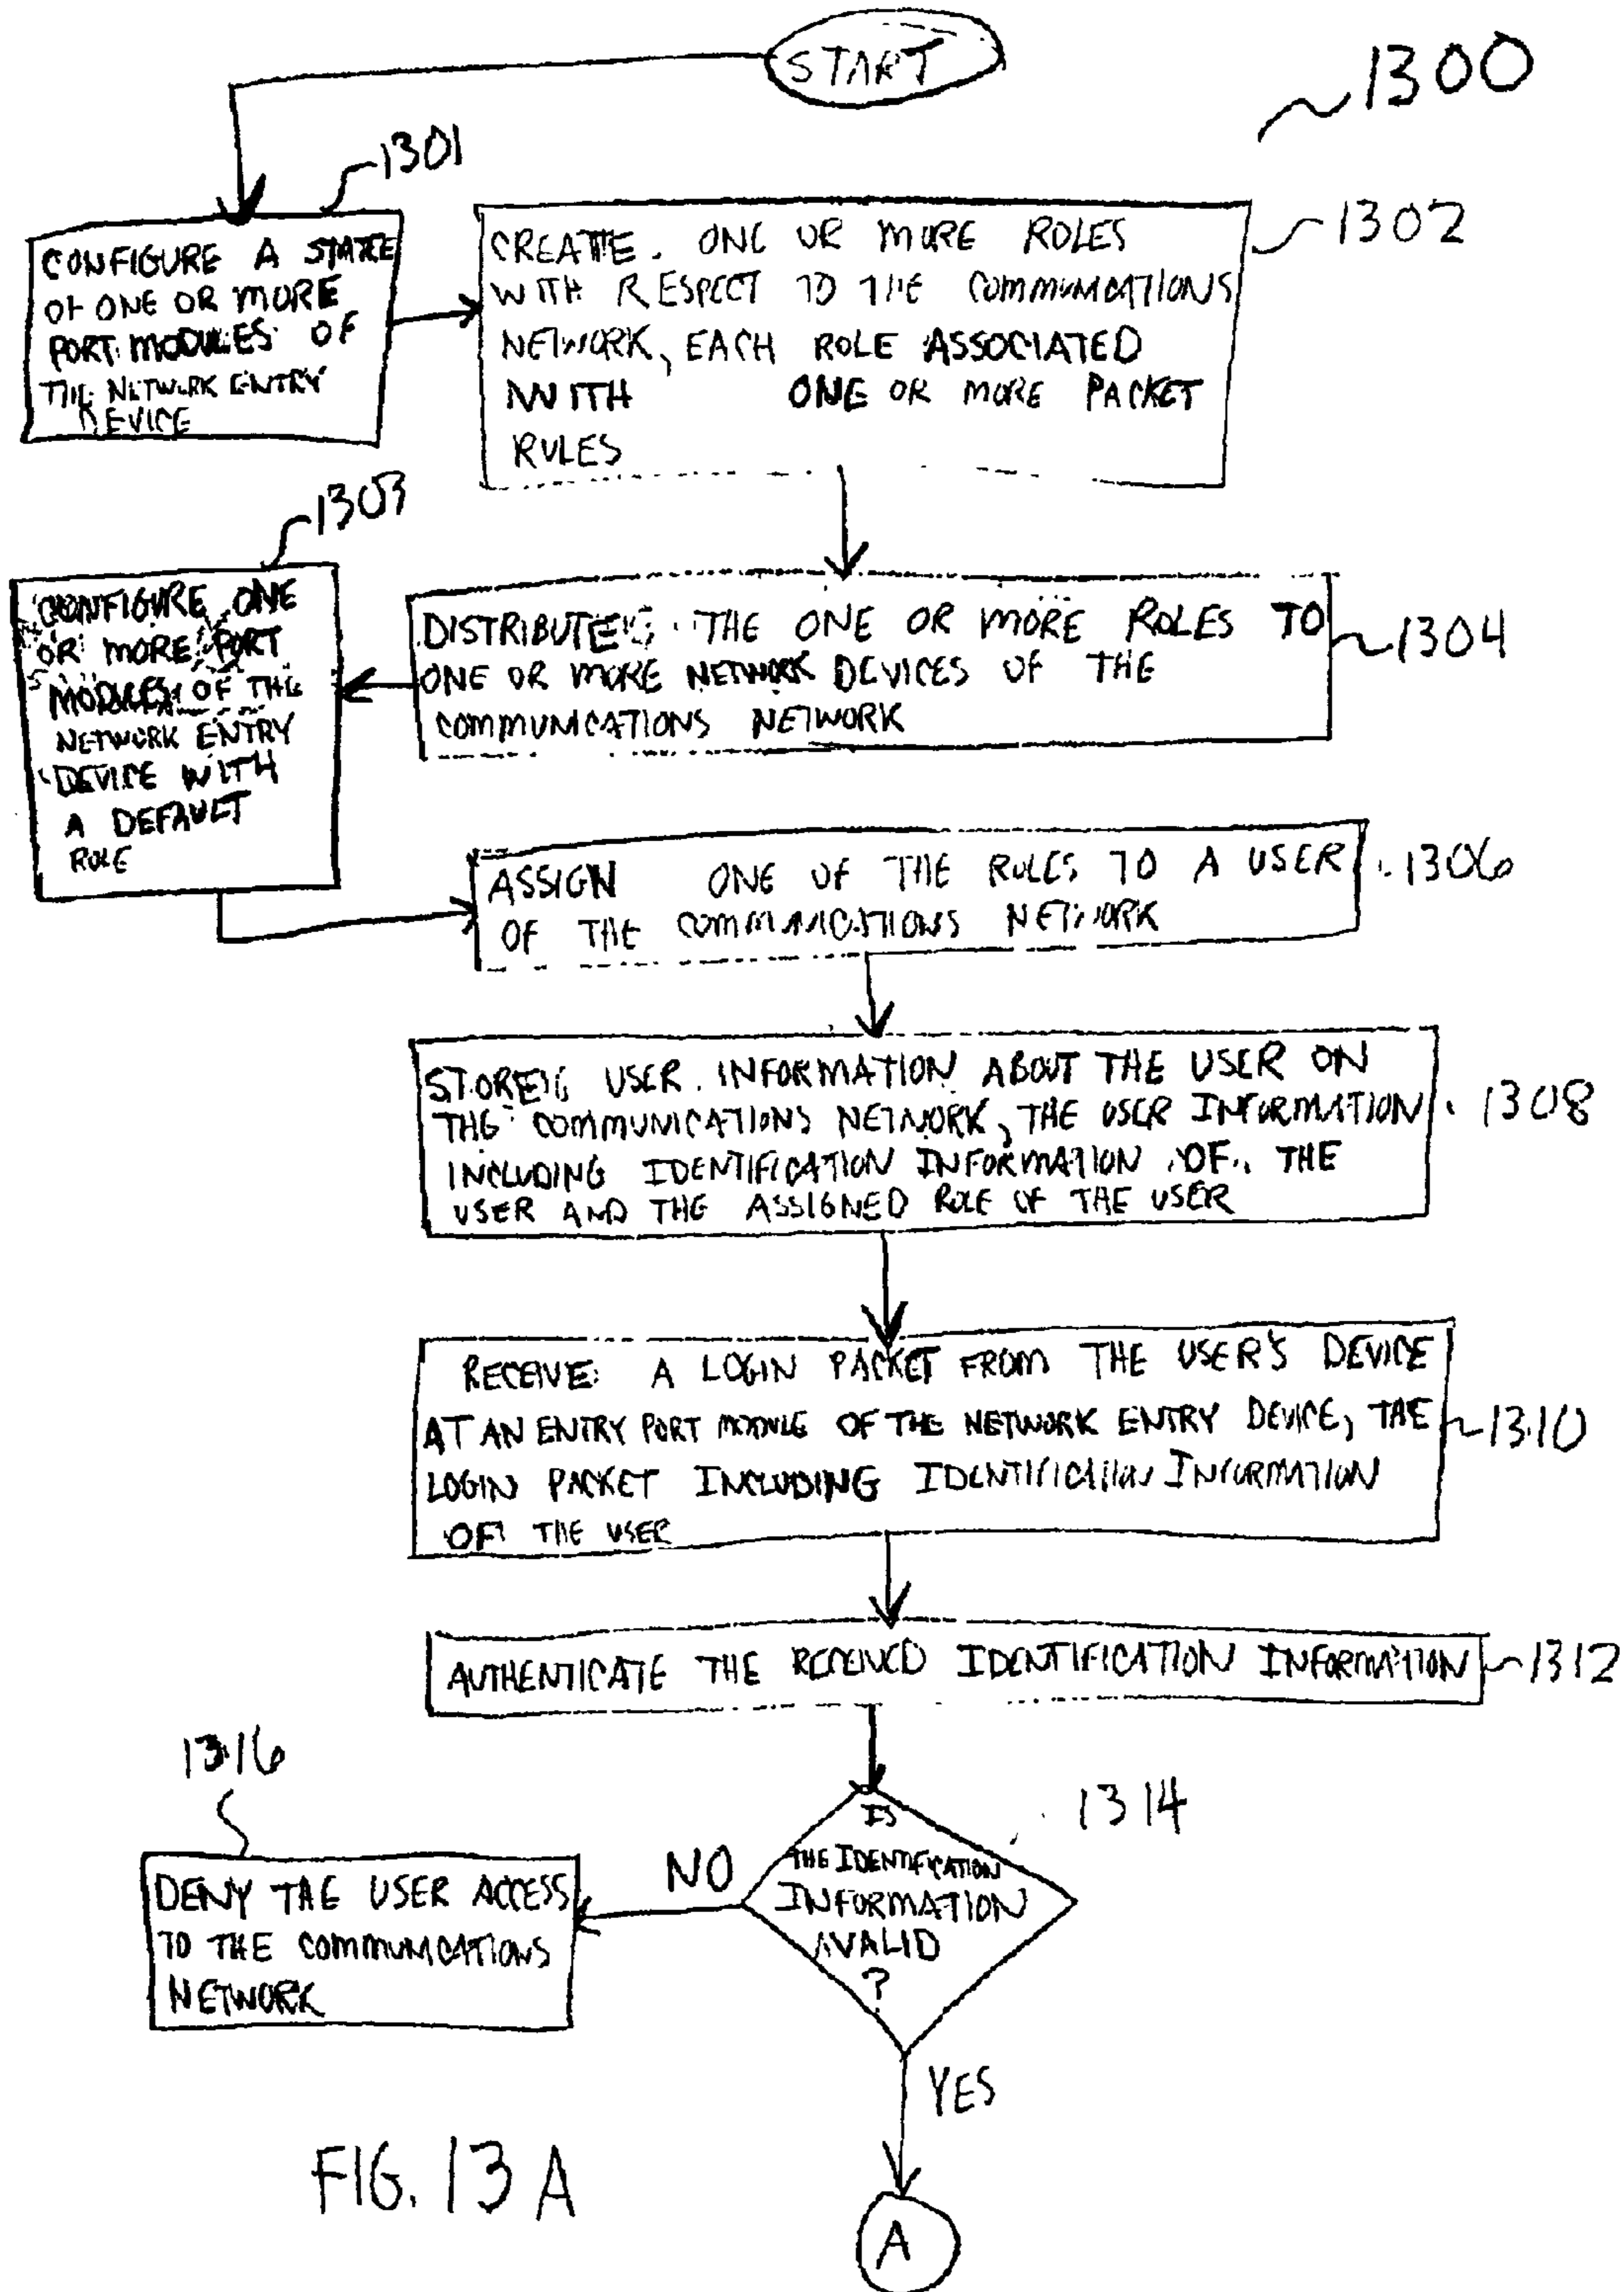 START
1300
1301
CONFIGURE A STATE
OF ONE OR MORE
PORT MODULES OF
THE NETWORK ENTRY
DEVICE
1302
CREATE ONE OR MORE ROLES
WITH RESPECT TO THE COMMUNICATIONS
NETWORK, EACH ROLE ASSOCIATED
WITH ONE OR MORE PACKET
RULES
1303
CONFIGURE ONE
OR MORE PORT
MODULES OF THE
NETWORK ENTRY
DEVICE WITH
A DEFAULT
ROLE
DISTRIBUTE THE ONE OR MORE ROLES TO
ONE OR MORE NETWORK DEVICES OF THE
COMMUNICATIONS NETWORK
1304
ASSIGN ONE OF THE ROLES TO A USER
OF THE COMMUNICATIONS NETWORK
1306
STORE USER INFORMATION ABOUT THE USER ON
THE COMMUNICATIONS NETWORK, THE USER INFORMATION
INCLUDING IDENTIFICATION INFORMATION OF THE
USER AND THE ASSIGNED ROLE OF THE USER
1308
RECEIVE A LOGIN PACKET FROM THE USER'S DEVICE
AT AN ENTRY PORT MODULE OF THE NETWORK ENTRY DEVICE, THE
LOGIN PACKET INCLUDING IDENTIFICATION INFORMATION
OF THE USER
1310
AUTHENTICATE THE RECEIVED IDENTIFICATION INFORMATION
1312
1316
DENY THE USER ACCESS
TO THE COMMUNICATIONS
NETWORK
NO
1314
IS
THE IDENTIFICATION
INFORMATION
VALID
?
YES
A
FIG. 13A